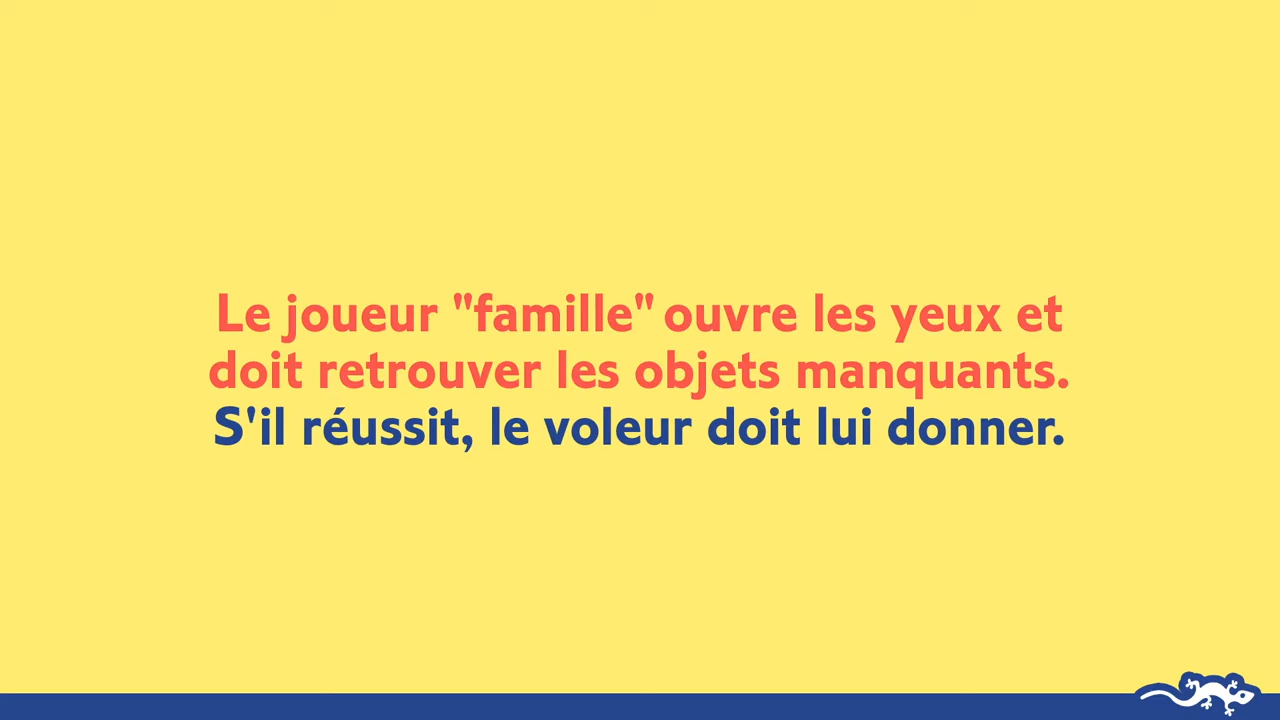 Le joueur "famille" ouvre les yeux et
doit retrouver les objets manquants.
S'il réussit, le voleur doit lui donner.